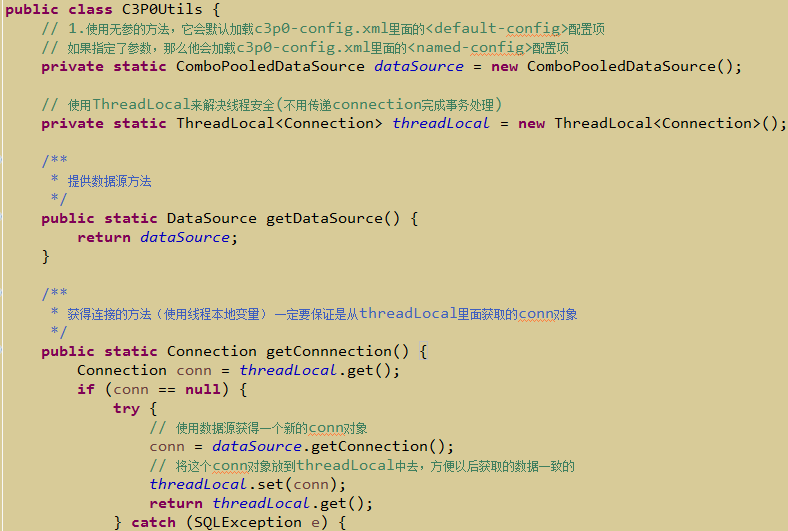 public class C3P0Utils {
// 1.使用无参的方法，它会默认加载c3p0-config.xml里面的<default-config>配置项
// 如果指定了参数，那么他会加载c3p0-config.xml里面的<named-config>配置项
private static ComboPooledDataSource dataSource = new ComboPooledDataSource();
// 使用ThreadLocal来解决线程安全(不用传递connection完成事务处理)
private static ThreadLocal<Connection> threadLocal = new ThreadLocal<Connection>();
/**
* 提供数据源方法
*/
public static DataSource getDataSource() {
return dataSource;
}
/**
* 获得连接的方法（使用线程本地变量）一定要保证是从threadLocal里面获取的conn对象
*/
public static Connection getConnnection() {
Connection conn = threadLocal.get();
if (conn == null) {
try {
// 使用数据源获得一个新的conn对象
conn = dataSource.getConnection();
// 将这个conn对象放到threadLocal中去，方便以后获取的数据一致的
threadLocal.set(conn);
return threadLocal.get();
} catch (SQLException e) {